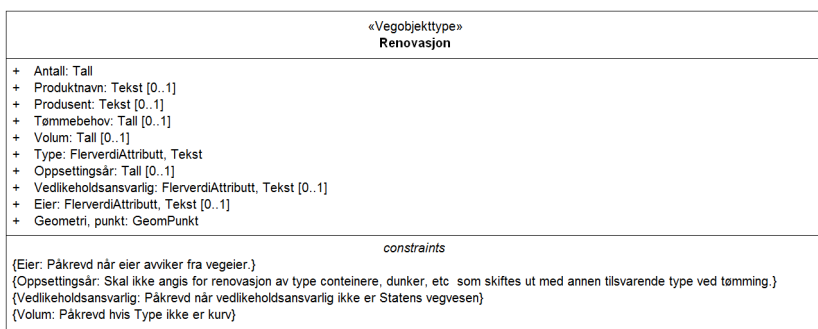 «Vegobjekttype»
Renovasjon
+ Antall: Tall
+ Produktnavn: Tekst [0..1]
+ Produsent: Tekst [0..1]
+ Tømmebehov: Tall [0..1]
+ Volum: Tall [0..1]
+ Type: FlerverdiAttributt, Tekst
+ Oppsettingsår: Tall [0..1]
+ Vedlikeholdsansvarlig: FlerverdiAttributt, Tekst [0..1]
+ Eier: FlerverdiAttributt, Tekst [0..1]
+ Geometri, punkt: GeomPunkt
constraints
{Eier: Påkrevd når eier avviker fra vegeier.}
{Oppsettingsår: Skal ikke angis for renovasjon av type conteinere, dunker, etc  som skiftes ut med annen tilsvarende type ved tømming.}
{Vedlikeholdsansvarlig: Påkrevd når vedlikeholdsansvarlig ikke er Statens vegvesen}
{Volum: Påkrevd hvis Type ikke er kurv}